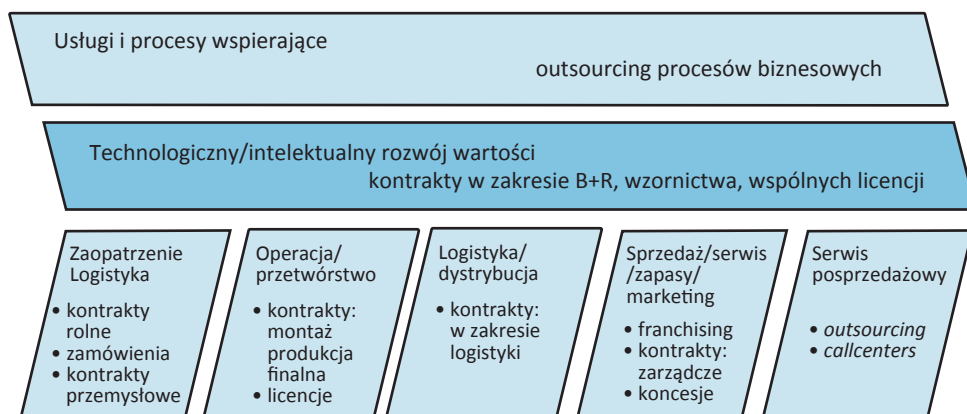 Usługi i procesy wspierające
outsourcing procesów biznesowych
Technologiczny/intelektualny rozwój wartości
kontrakty w zakresie B+R, wzornictwa, wspólnych licencji
Zaopatrzenie
Logistyka
• kontrakty
rolne
• zamówienia
• kontrakty
przemysłowe
Operacja/
przetwórstwo
• kontrakty:
montaż
produkcja
finalna
• licencje
Logistyka/
dystrybucja
• kontrakty:
w zakresie
logistyki
Sprzedaż/serwis
/zapasy/
marketing
• franchising
• kontrakty:
zarządcze
• koncesje
Serwis
posprzedażowy
• outsourcing
• callcenters